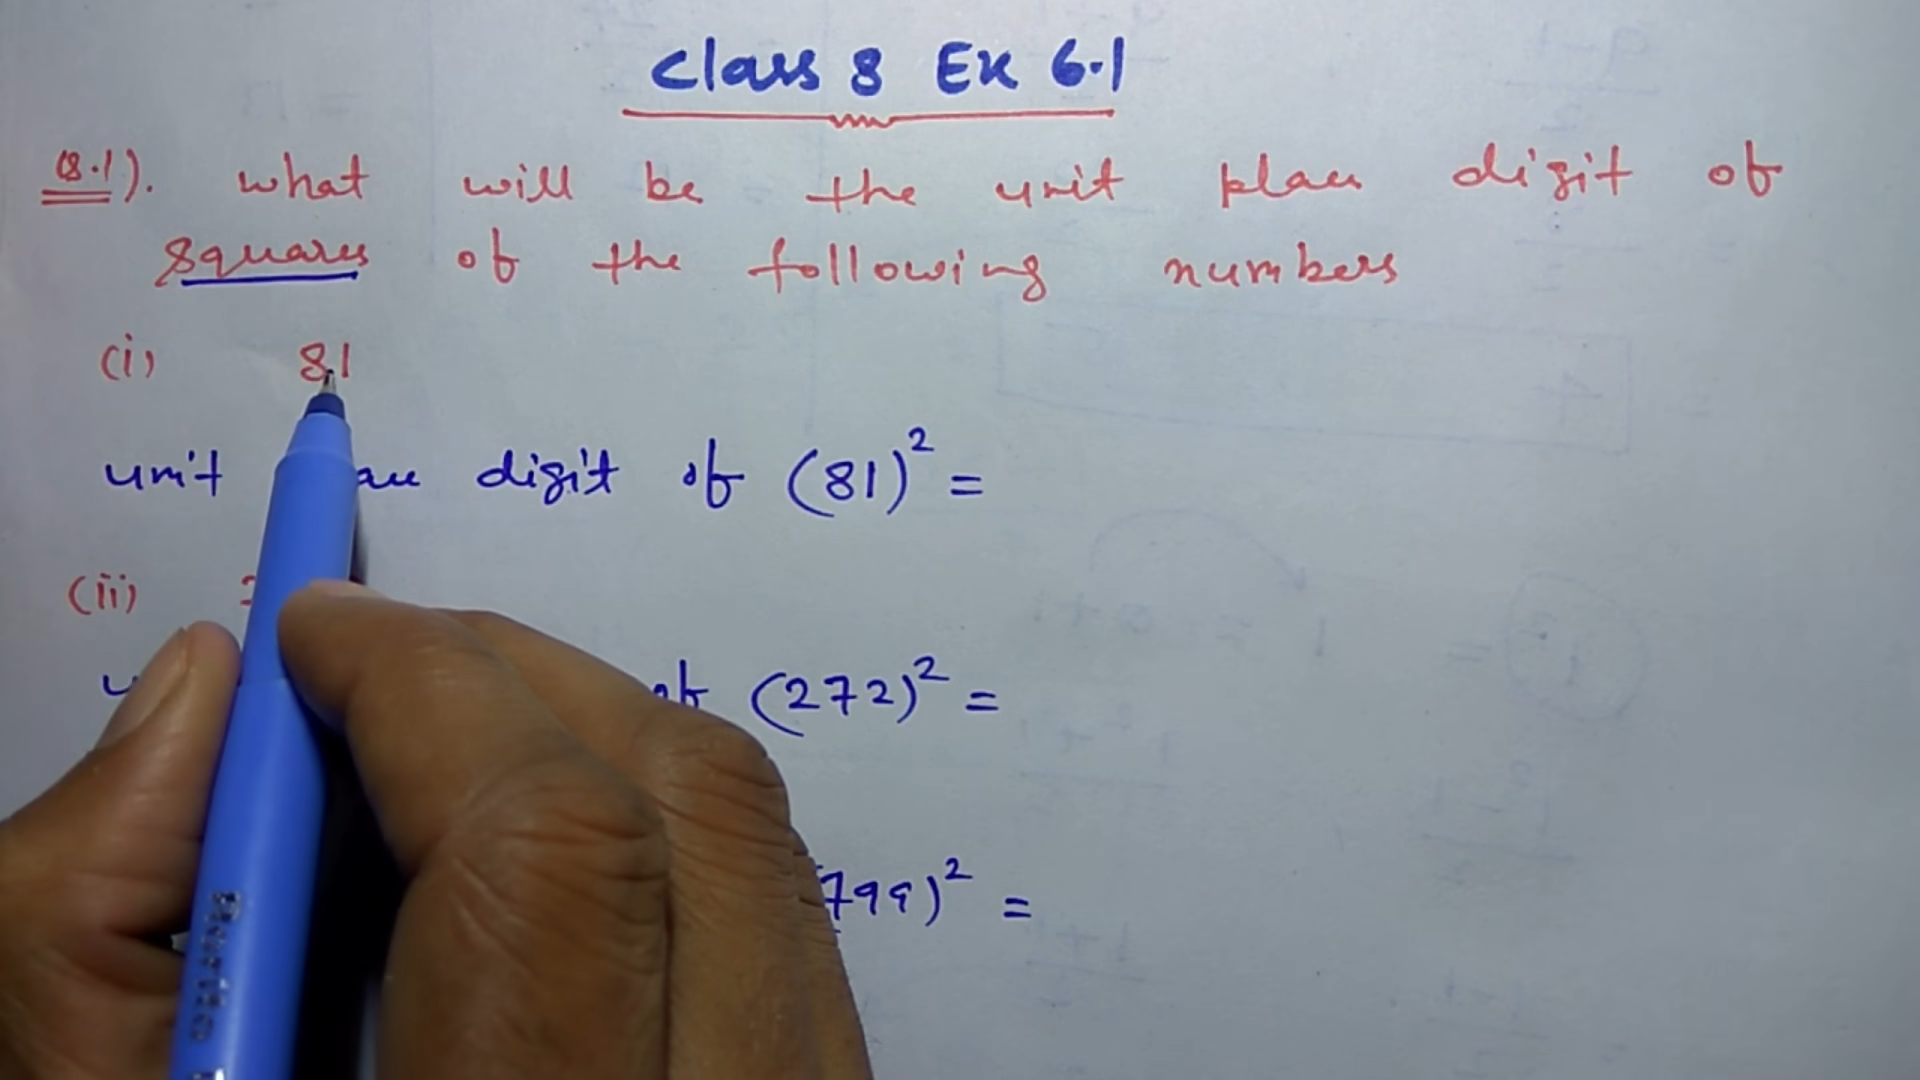 Class 8 Ex 6.1
Q.1). what will be the unit place digit of
squares of the following numbers
(i) 81
unit digit of (81)² =
(ii)
of (272)² =
(799)² =